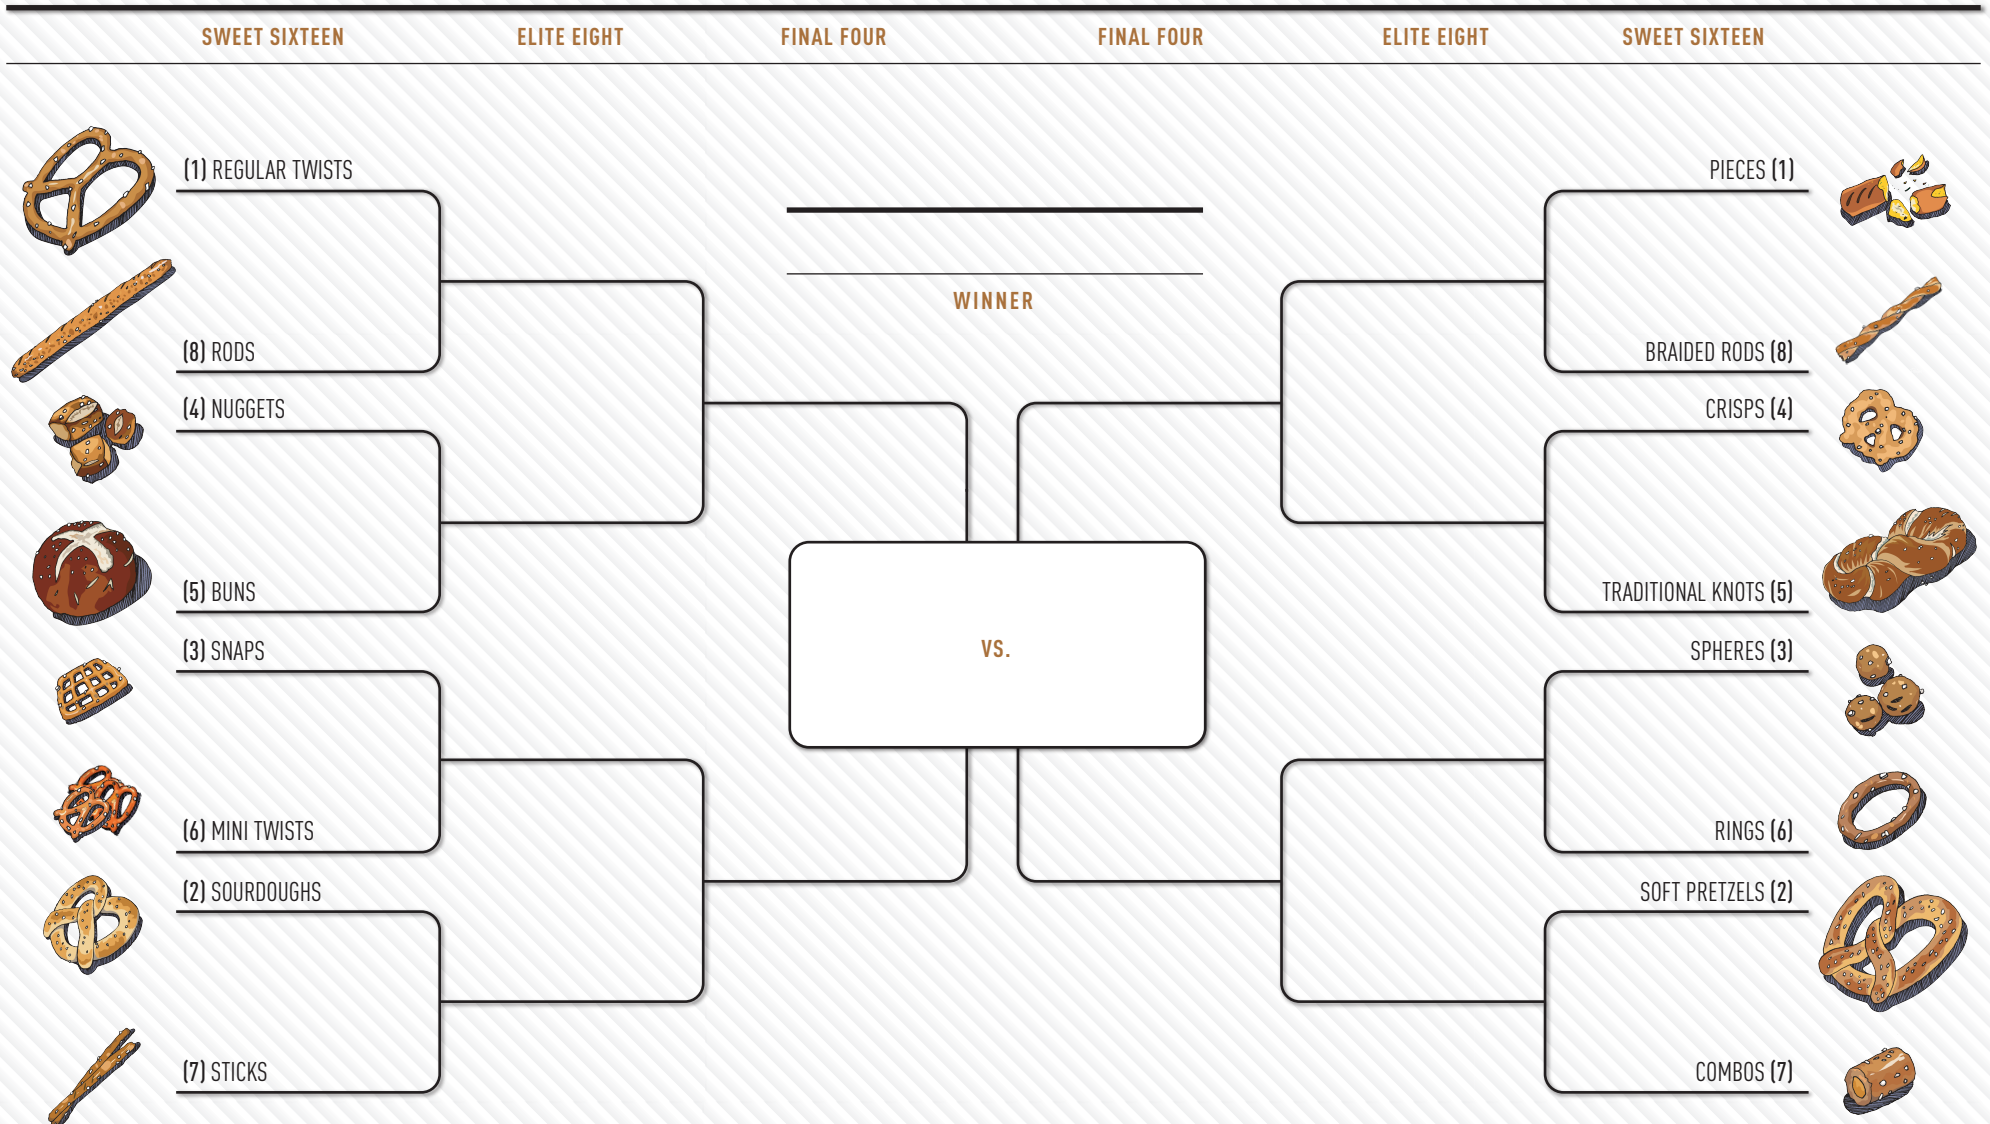 SWEET SIXTEEN
ELITE EIGHT
FINAL FOUR
FINAL FOUR
ELITE EIGHT
SWEET SIXTEEN
(1) REGULAR TWISTS
(8) RODS
(4) NUGGETS
(5) BUNS
(3) SNAPS
(6) MINI TWISTS
(2) SOURDOUGHS
(7) STICKS
WINNER
VS.
PIECES (1)
BRAIDED RODS (8)
CRISPS (4)
TRADITIONAL KNOTS (5)
SPHERES (3)
RINGS (6)
SOFT PRETZELS (2)
COMBOS (7)